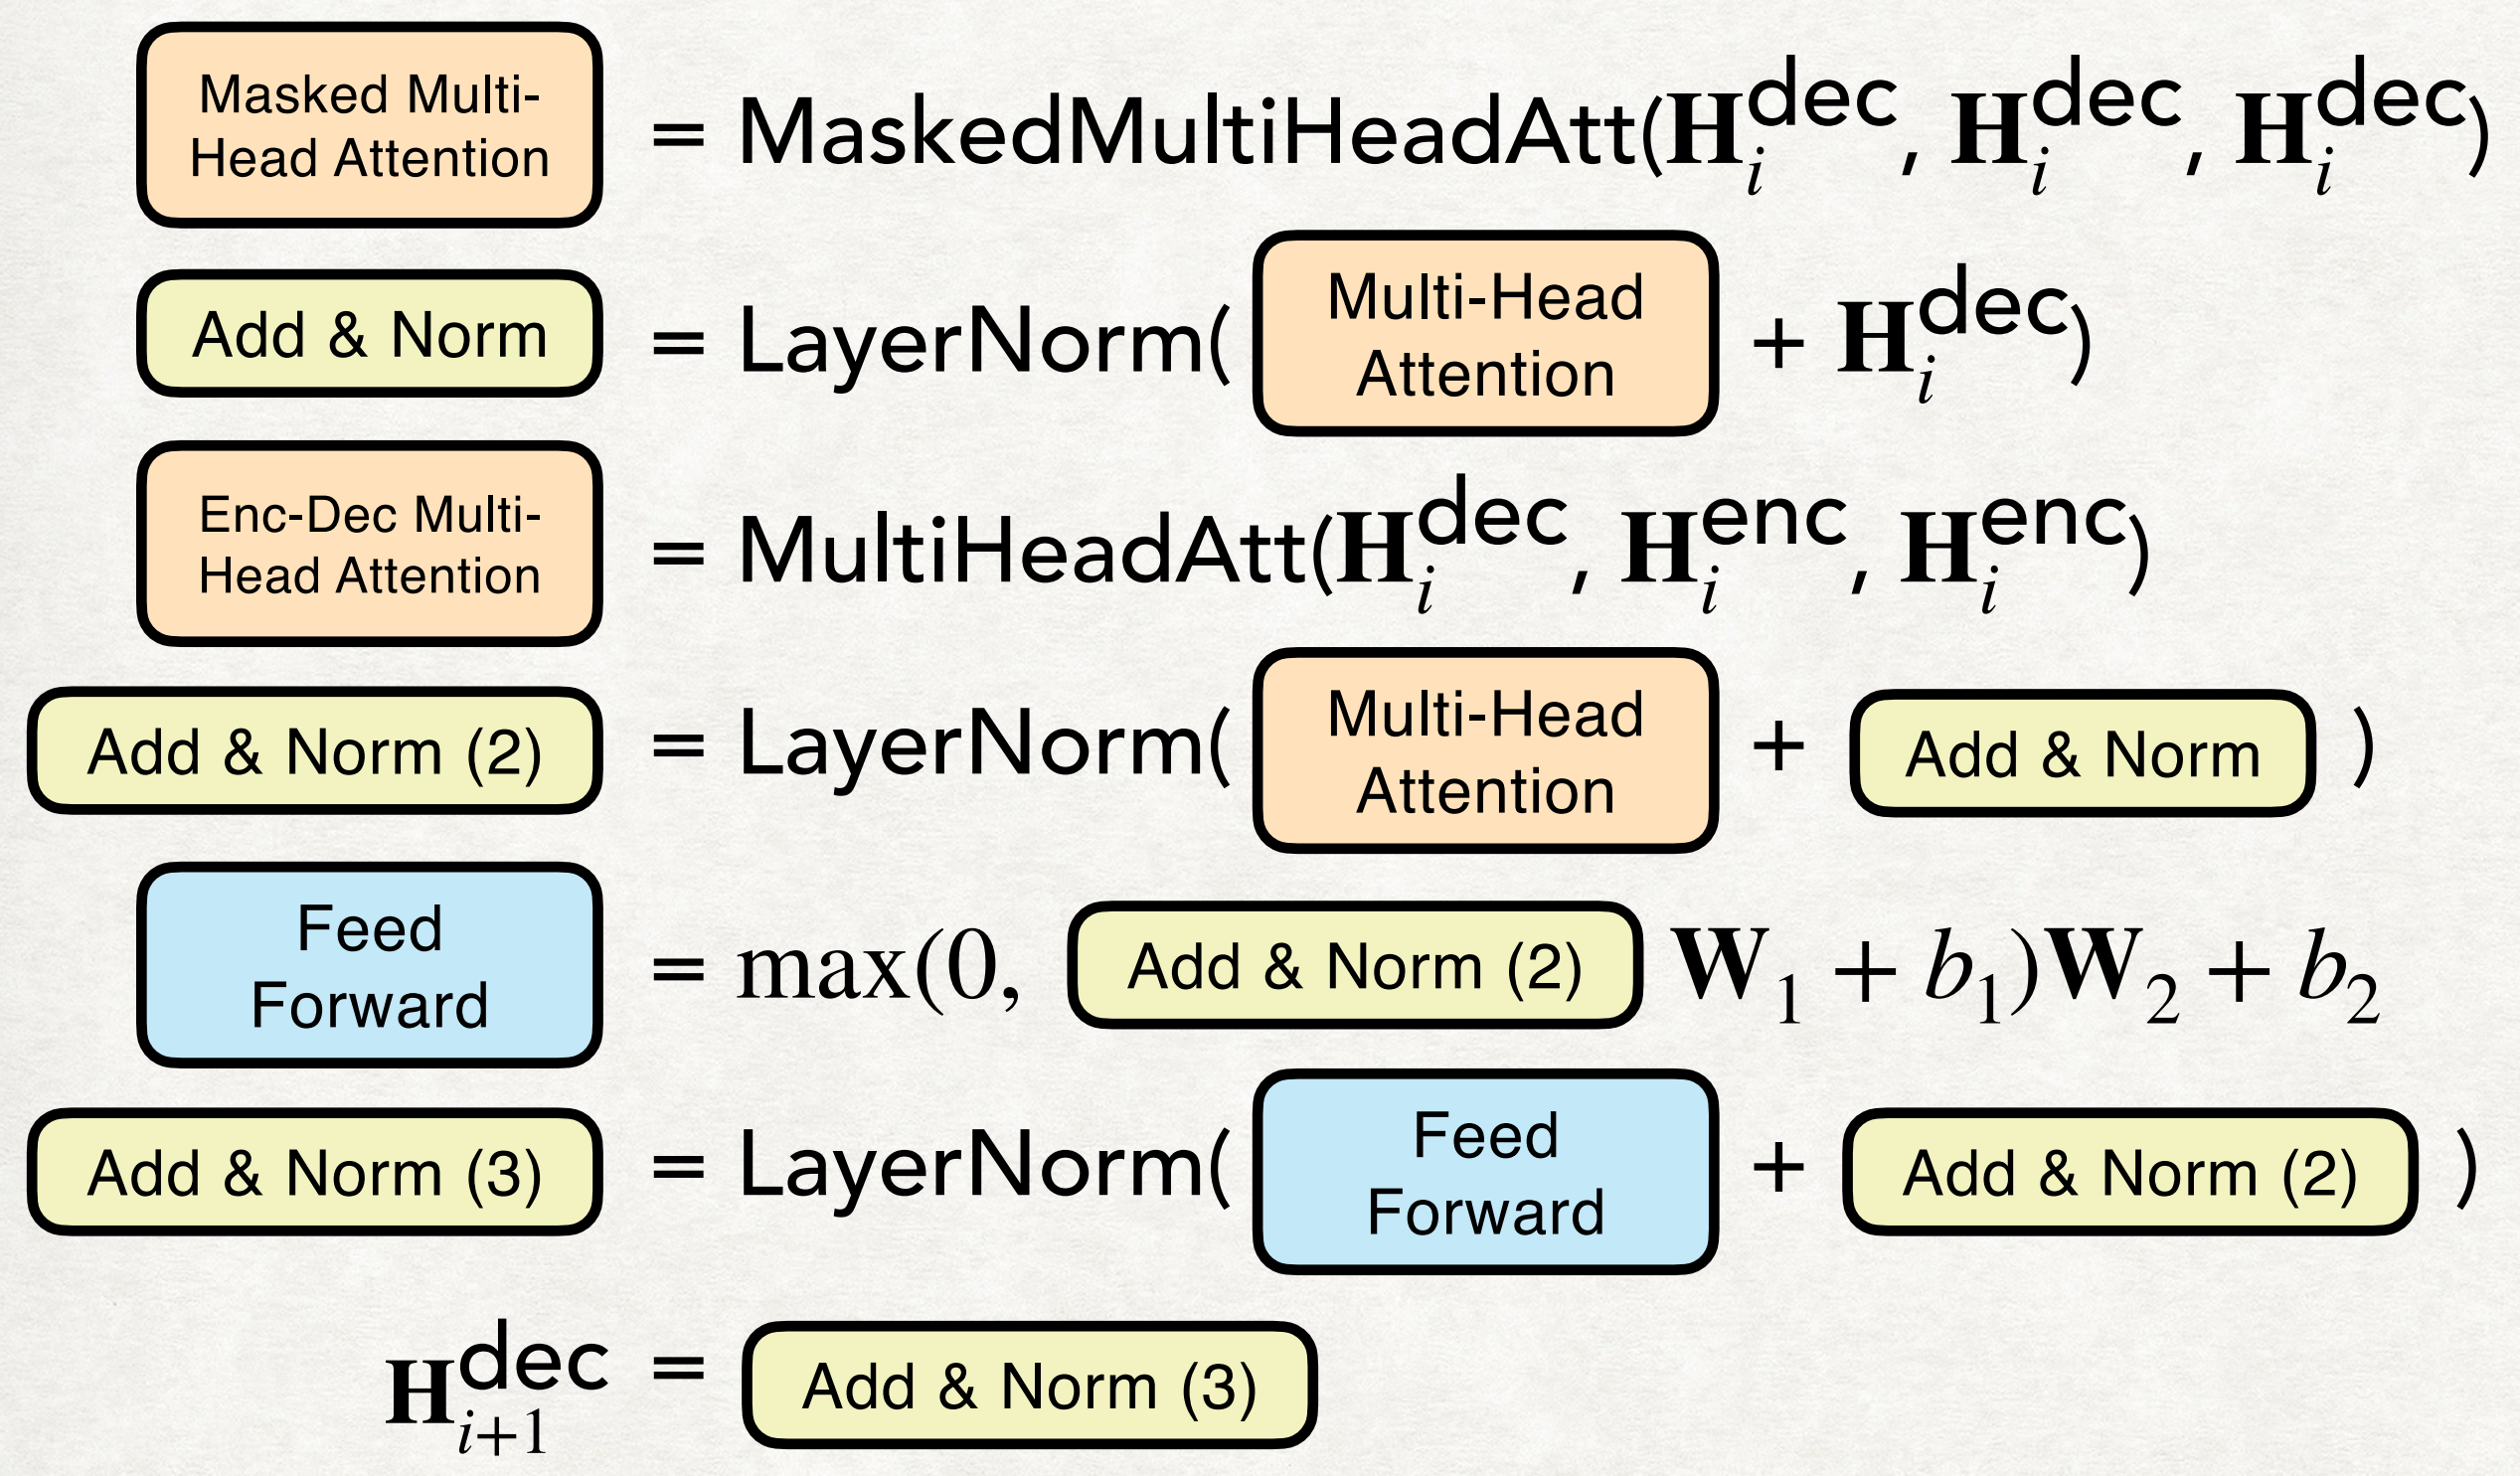 Masked Multi-
Head Attention
= MaskedMultiHeadAtt(H_i^dec, H_i^dec, H_i^dec)
Add & Norm
= LayerNorm(
Multi-Head
Attention
+ H_i^dec)
Enc-Dec Multi-
Head Attention
= MultiHeadAtt(H_i^dec, H_i^enc, H_i^enc)
Add & Norm (2)
= LayerNorm(
Multi-Head
Attention
+
Add & Norm
)
Feed
Forward
= max(0,
Add & Norm (2)
W_1 + b_1)W_2 + b_2
Add & Norm (3)
= LayerNorm(
Feed
Forward
+
Add & Norm (2)
)
H_{i+1}^dec =
Add & Norm (3)